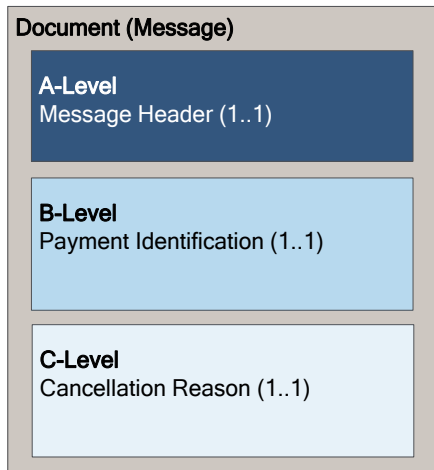 Document (Message)
A-Level
Message Header (1..1)
B-Level
Payment Identification (1..1)
C-Level
Cancellation Reason (1..1)